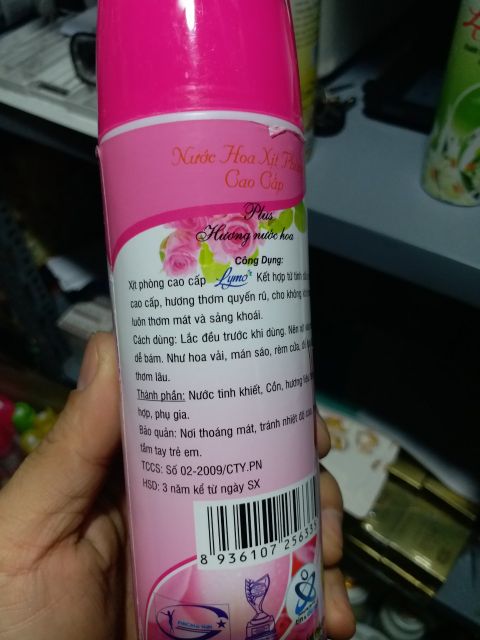 Nước Hoa Xịt
Cao Cấp
Plus
Hương nước hoa
Công Dụng:
Xịt phòng cao cấp Lymo's Kết hợp từ tinh
cao cấp, hương thơm quyến rũ, cho không
luôn thơm mát và sảng khoái.
Cách dùng: Lắc đều trước khi dùng. Nên xịt
dễ bám. Như hoa vải, mán sáo, rèm cửa,
thơm lâu.
Thành phần: Nước tinh khiết, Cồn, hương liệu
hợp, phụ gia.
Bảo quản: Nơi thoáng mát, tránh nhiệt độ cao,
tầm tay trẻ em.
TCCS: Số 02-2009/CTY.PN
HSD: 3 năm kể từ ngày SX
8 936107 25633